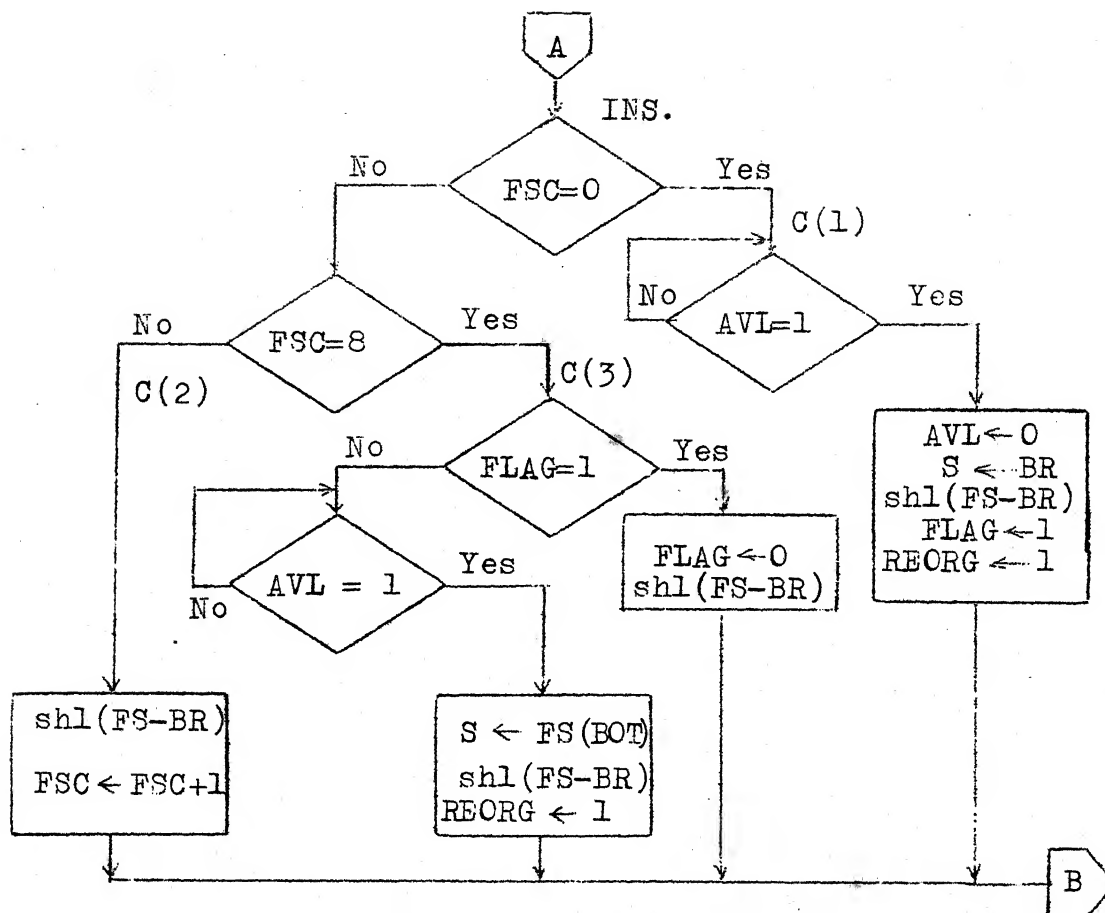 A
INS.
No
Yes
FSC=0
C(1)
No
Yes
AVL=1
No
Yes
FSC=8
C(2)
C(3)
AVL←0
S ← BR
shl(FS-BR)
FLAG←1
REORG ← 1
No
Yes
FLAG=1
FLAG←0
shl(FS-BR)
Yes
AVL = 1
No
shl(FS-BR)
FSC ← FSC+1
S ← FS(BOT)
shl(FS-BR)
REORG ← 1
B